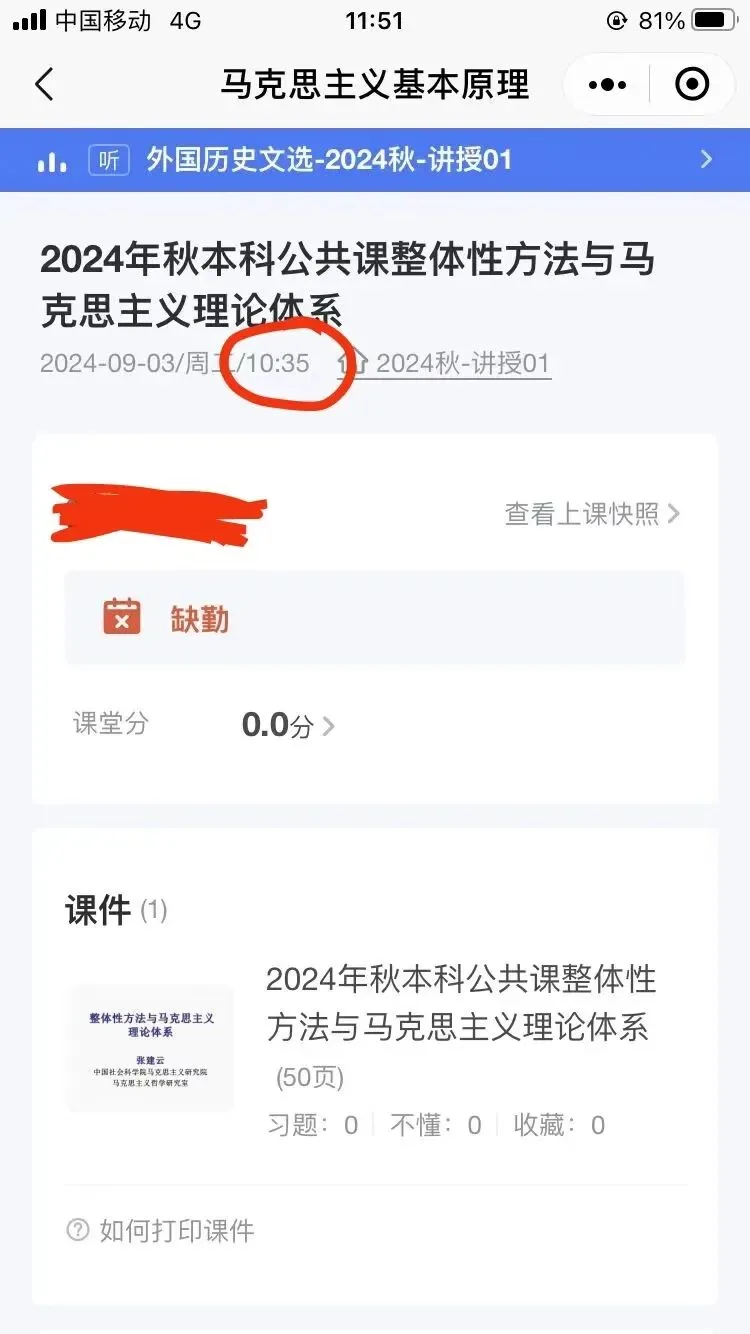 中国移动 4G 11:51 81%
马克思主义基本原理
听 外国历史文选-2024秋-讲授01
2024年秋本科公共课整体性方法与马
克思主义理论体系
2024-09-03/周二/10:35 2024秋-讲授01
查看上课快照
缺勤
课堂分 0.0分
课件 (1)
整体性方法与马克思主义
理论体系
张建云
中国社会科学院马克思主义研究院
马克思主义哲学研究室
2024年秋本科公共课整体性
方法与马克思主义理论体系
(50页)
习题：0 不懂：0 收藏：0
如何打印课件